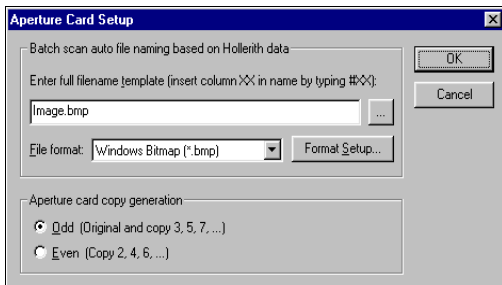 Aperture Card Setup
Batch scan auto file naming based on Hollerith data
OK
Enter full filename template (insert column XX in name by typing #XX):
Cancel
Image.bmp
...
File format: Windows Bitmap (*.bmp)
Format Setup...
Aperture card copy generation
Odd (Original and copy 3, 5, 7, ...)
Even (Copy 2, 4, 6, ...)